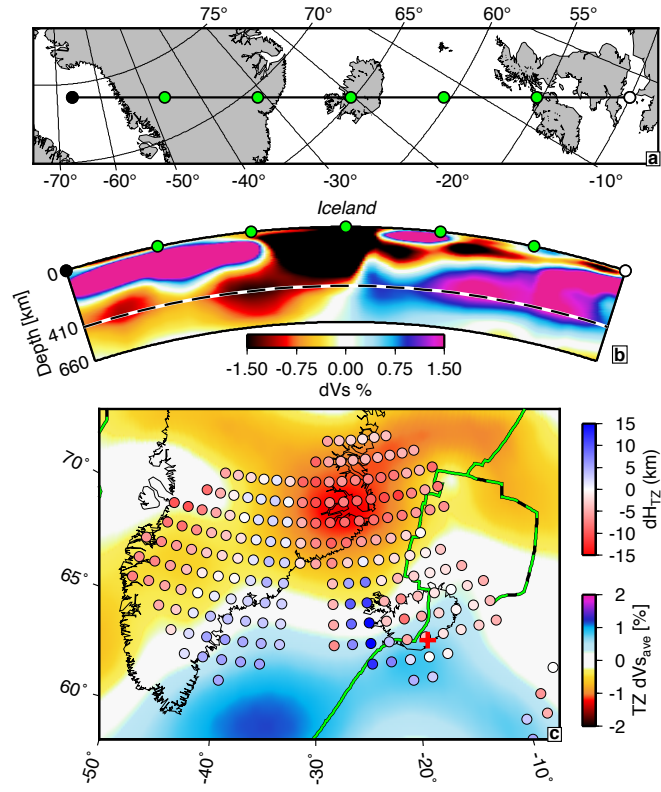 75° 70° 65° 60° 55°
a
-70° -60° -50° -40° -30° -20° -10°
Iceland
0
410
660
Depth [km]
-1.50 -0.75 0.00 0.75 1.50
dVs %
b
70°
65°
60°
-50° -40° -30° -20° -10°
c
15
10
5
0
-5
-10
-15
dH_TZ (km)
2
1
0
-1
-2
TZ dVs_ave [%]